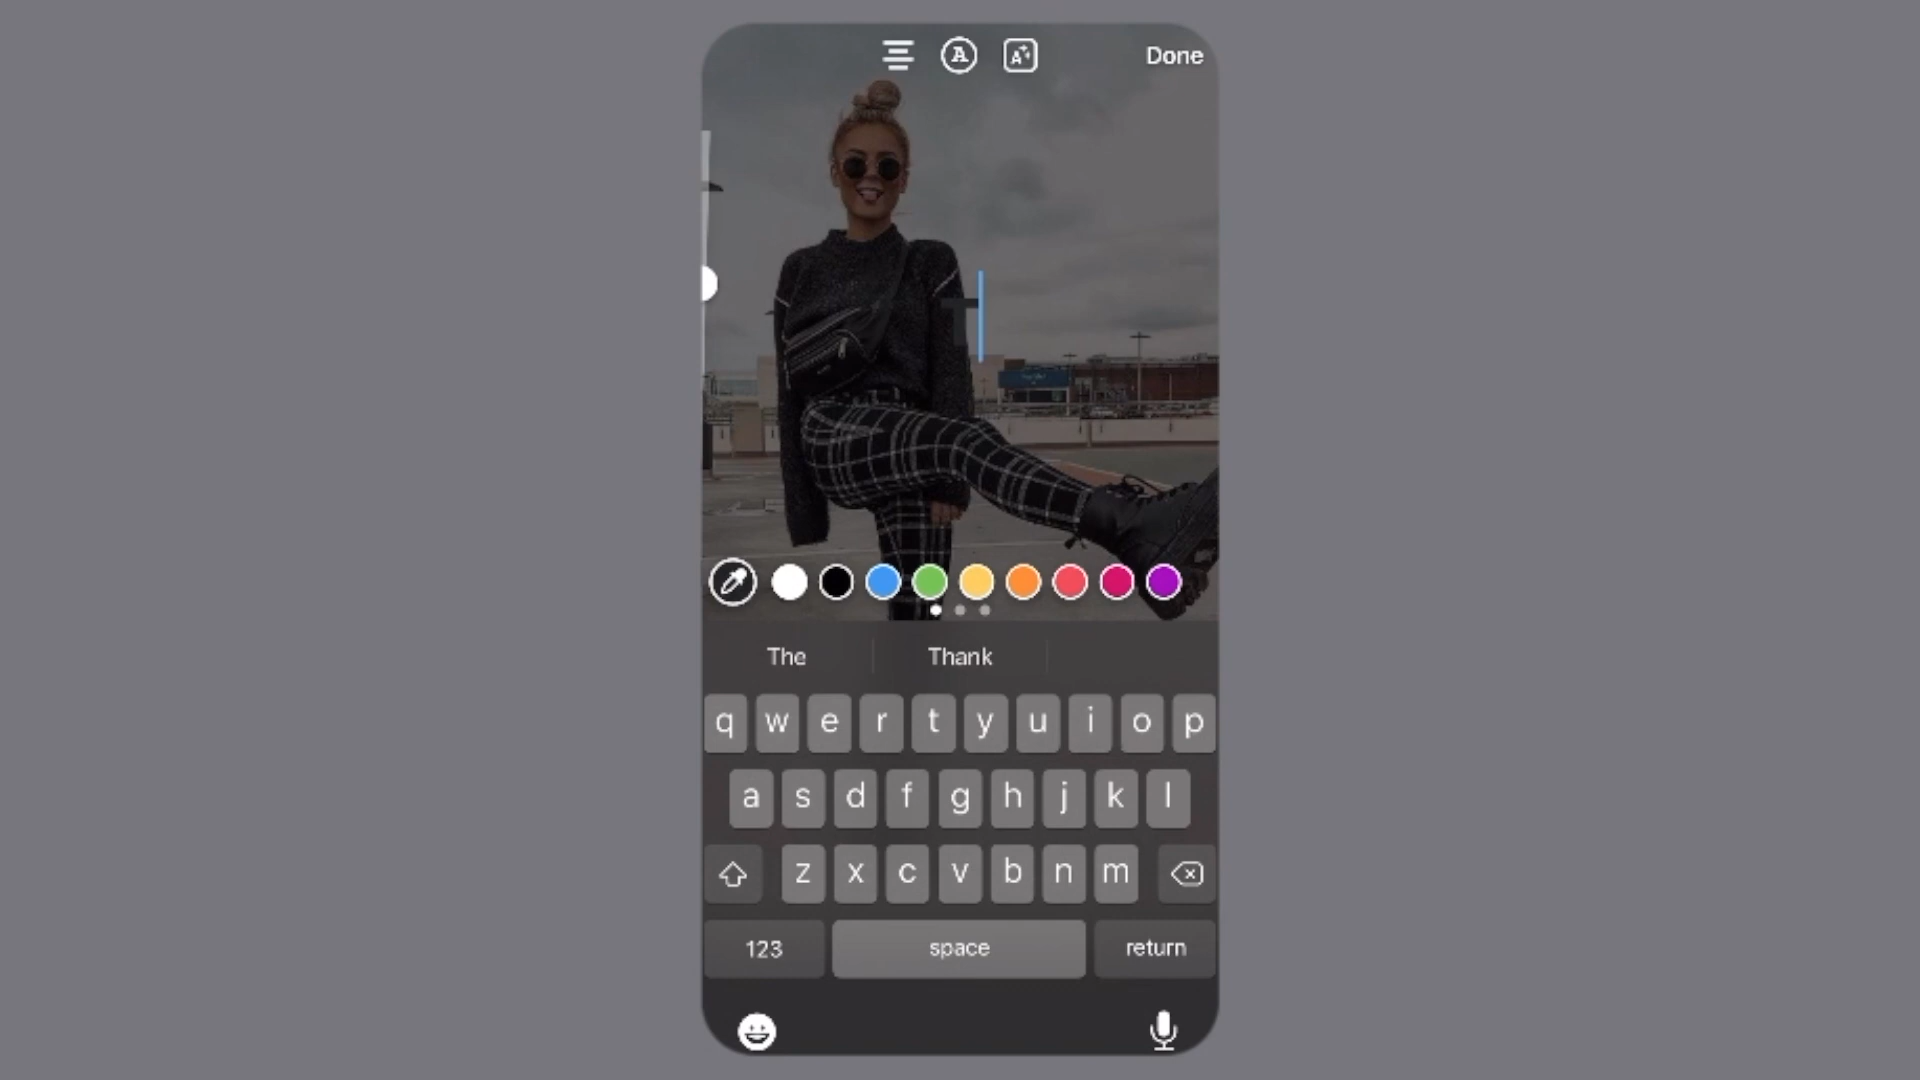 Done
T
The Thank
q w e r t y u i o p
a s d f g h j k l
z x c v b n m
123 space return